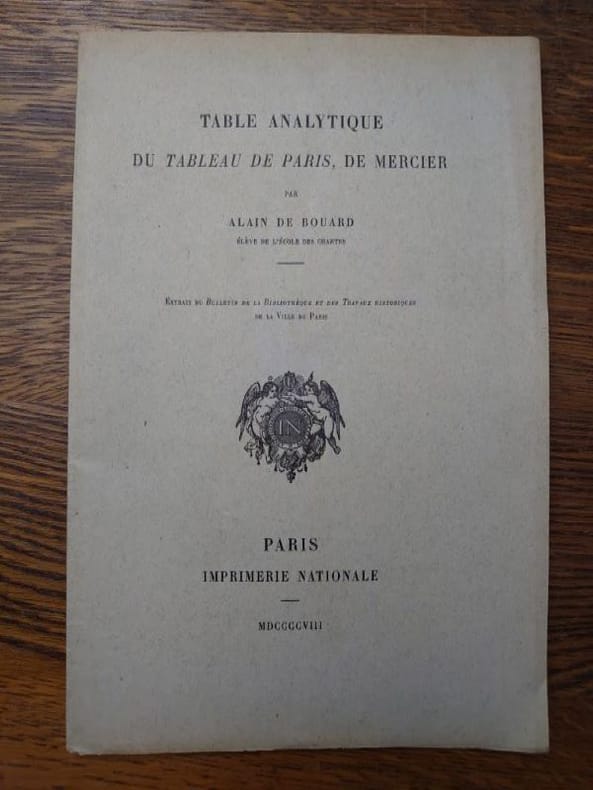 TABLE ANALYTIQUE
DU TABLEAU DE PARIS, DE MERCIER
PAR
ALAIN DE BOUARD
ÉLÈVE DE L'ÉCOLE DES CHARTES
EXTRAIT DU BULLETIN DE LA BIBLIOTHÈQUE ET DES TRAVAUX HISTORIQUES
DE LA VILLE DE PARIS
IN
PARIS
IMPRIMERIE NATIONALE
MDCCCCVIII